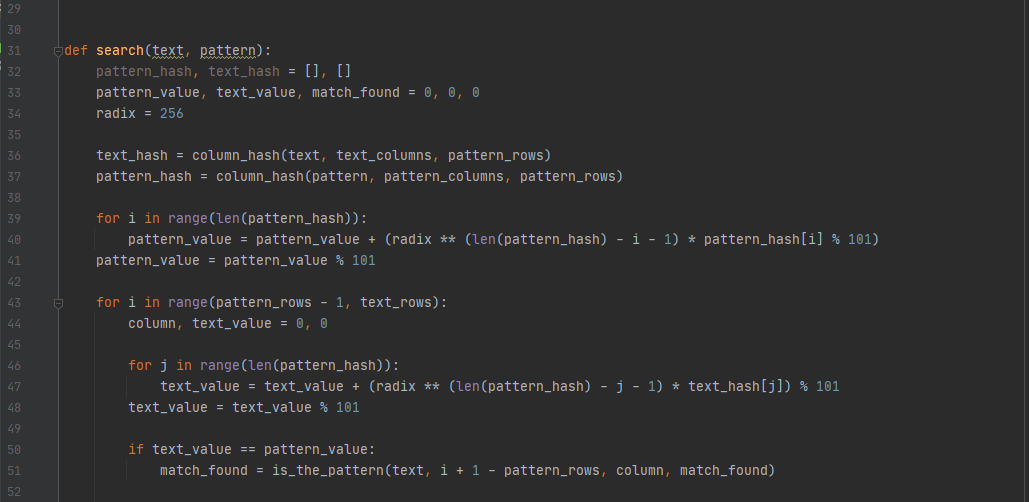 29
30
31 def search(text, pattern):
32     pattern_hash, text_hash = [], []
33     pattern_value, text_value, match_found = 0, 0, 0
34     radix = 256
35
36     text_hash = column_hash(text, text_columns, pattern_rows)
37     pattern_hash = column_hash(pattern, pattern_columns, pattern_rows)
38
39     for i in range(len(pattern_hash)):
40         pattern_value = pattern_value + (radix ** (len(pattern_hash) - i - 1) * pattern_hash[i] % 101)
41     pattern_value = pattern_value % 101
42
43     for i in range(pattern_rows - 1, text_rows):
44         column, text_value = 0, 0
45
46         for j in range(len(pattern_hash)):
47             text_value = text_value + (radix ** (len(pattern_hash) - j - 1) * text_hash[j]) % 101
48         text_value = text_value % 101
49
50         if text_value == pattern_value:
51             match_found = is_the_pattern(text, i + 1 - pattern_rows, column, match_found)
52